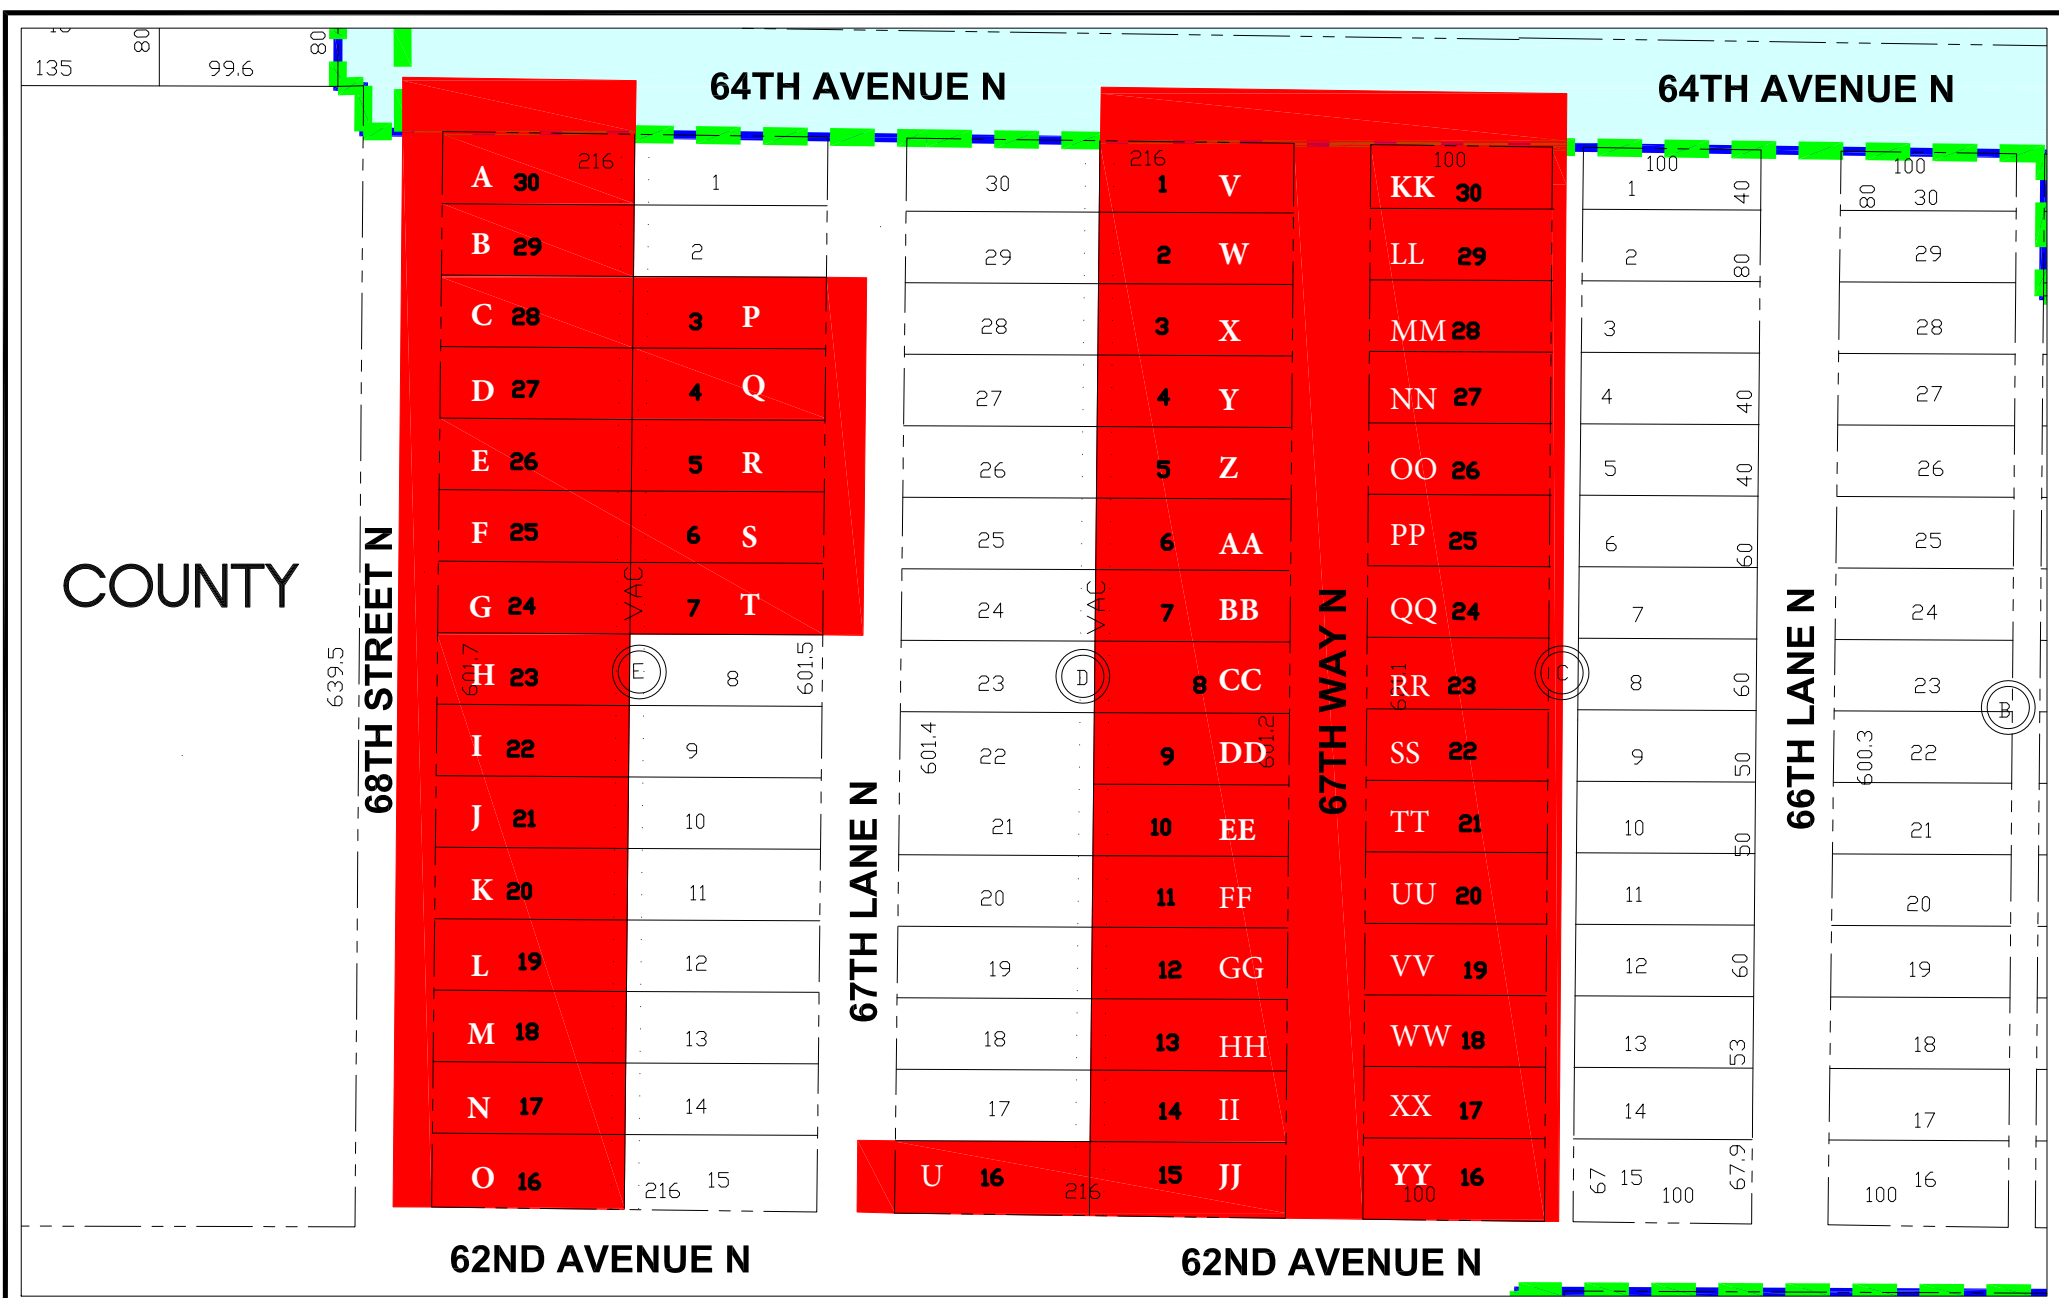 80
80
135
99.6
64TH AVENUE N
64TH AVENUE N
A 30 216 1 30 216 1 V KK 30 100 1 100 40 80 100 30
B 29 2 29 2 W LL 29 2 80 29
C 28 3 P 28 3 X MM 28 3 28
D 27 4 Q 27 4 Y NN 27 4 40 27
E 26 5 R 26 5 Z OO 26 5 40 26
F 25 6 S 25 6 AA PP 25 6 60 25
G 24 VAC 7 T 24 VAC 7 BB QQ 24 7 24
COUNTY
68TH STREET N
639.5
601.7
H 23 E 8 601.5 23 D 8 CC RR 23 C 8 60 23 B
I 22 9 601.4 22 9 DD 601.2 SS 22 9 50 600.3 22
67TH WAY N
66TH LANE N
J 21 10 21 10 EE TT 21 10 50 21
K 20 11 20 11 FF UU 20 11 20
67TH LANE N
L 19 12 19 12 GG VV 19 12 60 19
M 18 13 18 13 HH WW 18 13 53 18
N 17 14 17 14 II XX 17 14 17
O 16 216 15 U 16 216 15 JJ YY 16 100 67 15 100 67.9 100 16
62ND AVENUE N
62ND AVENUE N